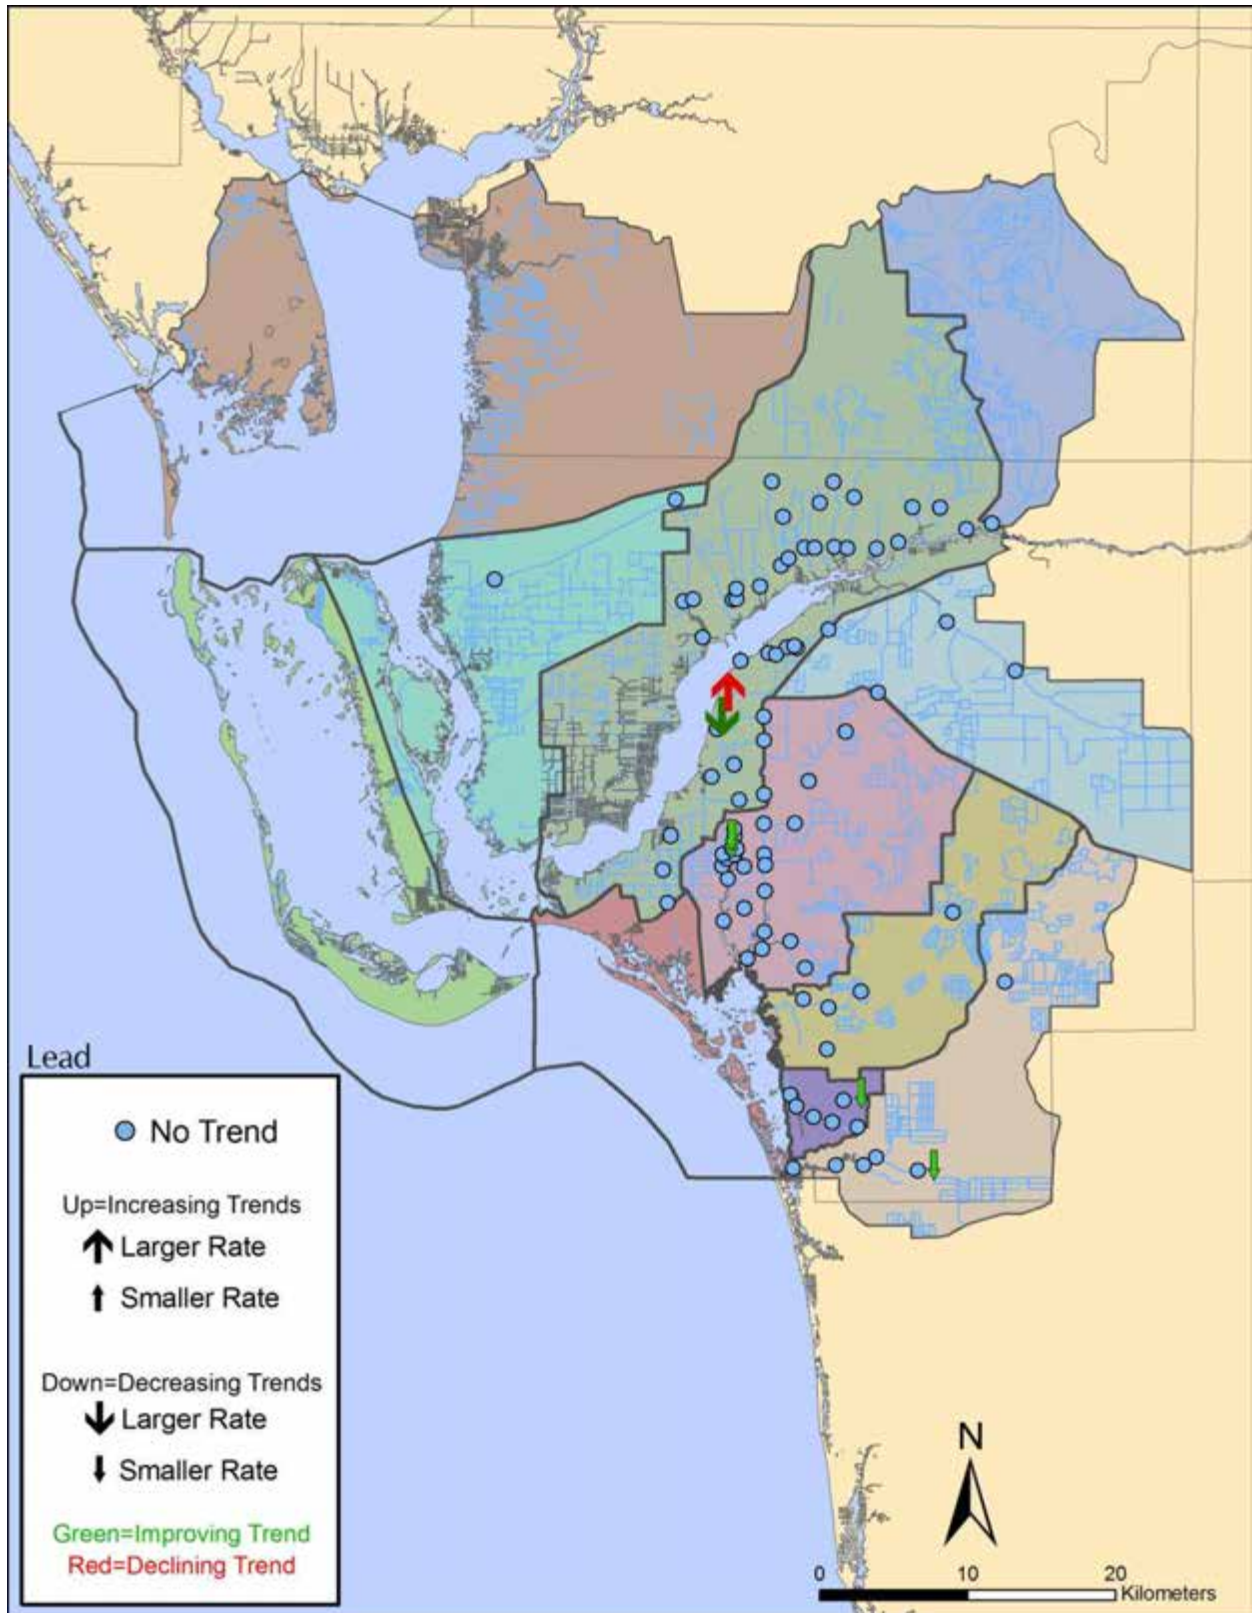 Lead
No Trend
Up=Increasing Trends
Larger Rate
Smaller Rate
Down=Decreasing Trends
Larger Rate
Smaller Rate
Green=Improving Trend
Red=Declining Trend
N
0 10 20
Kilometers